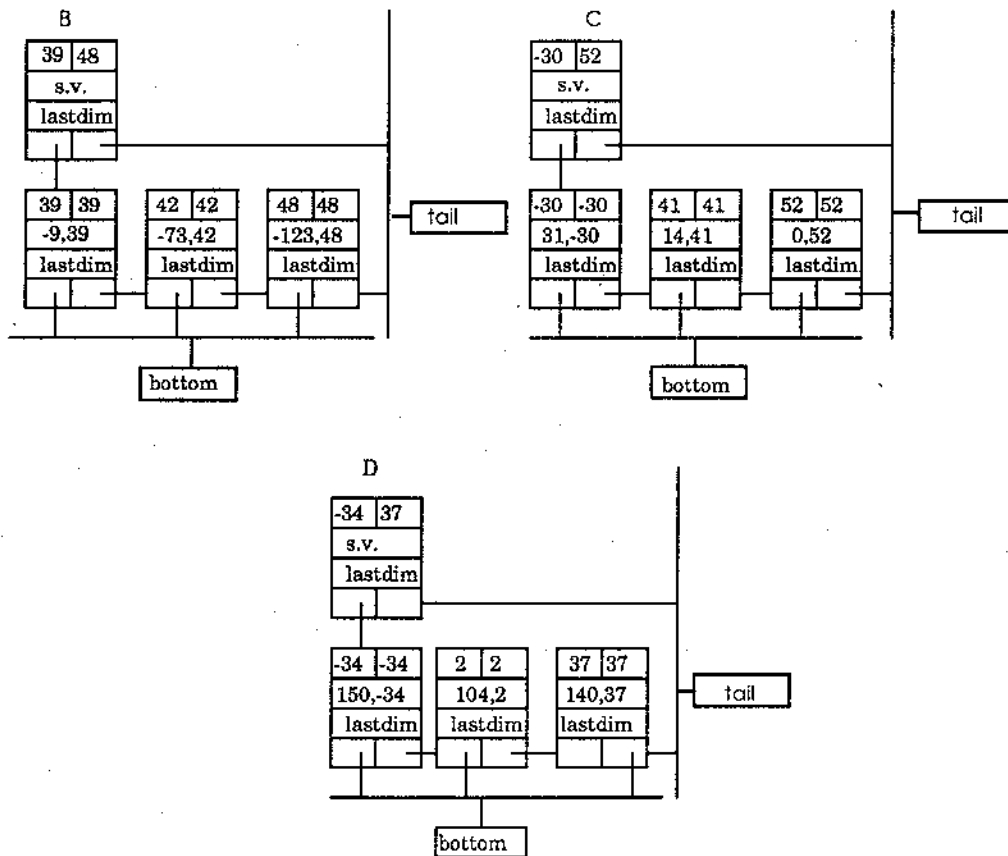 B
39 48
s.v.
lastdim
39 39
-9,39
lastdim
42 42
-73,42
lastdim
48 48
-123,48
lastdim
tail
bottom
C
-30 52
s.v.
lastdim
-30 -30
31,-30
lastdim
41 41
14,41
lastdim
52 52
0,52
lastdim
tail
bottom
D
-34 37
s.v.
lastdim
-34 -34
150,-34
lastdim
2 2
104,2
lastdim
37 37
140,37
lastdim
tail
bottom